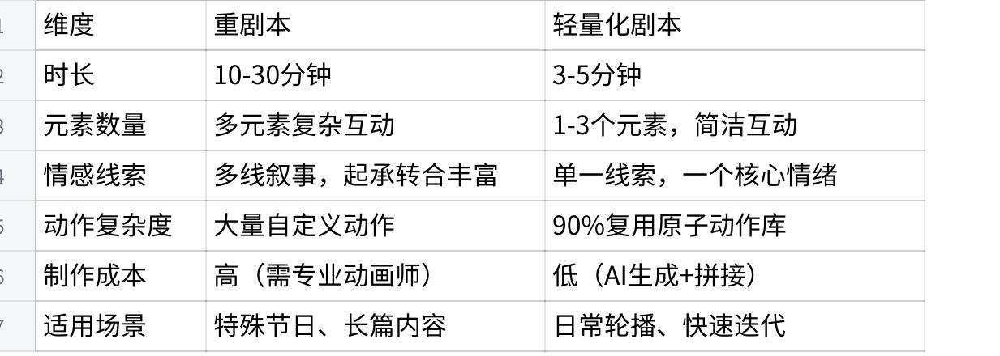 1 维度 重剧本 轻量化剧本
2 时长 10-30分钟 3-5分钟
3 元素数量 多元素复杂互动 1-3个元素，简洁互动
4 情感线索 多线叙事，起承转合丰富 单一线索，一个核心情绪
5 动作复杂度 大量自定义动作 90%复用原子动作库
6 制作成本 高（需专业动画师） 低（AI生成+拼接）
7 适用场景 特殊节日、长篇内容 日常轮播、快速迭代